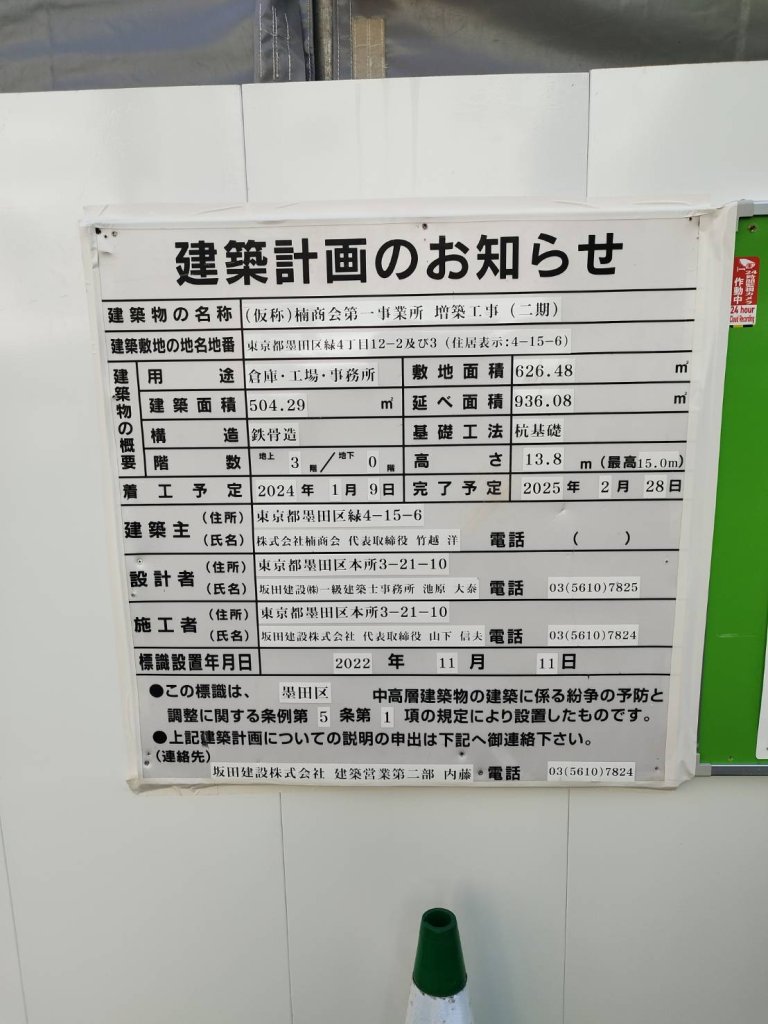 建築計画のお知らせ
建築物の名称 (仮称)楠商会第一事業所 増築工事(二期)
建築敷地の地名地番 東京都墨田区緑4丁目12-2及び3(住居表示:4-15-6)
建築物の概要
用途 倉庫・工場・事務所 敷地面積 626.48 ㎡
建築面積 504.29 ㎡ 延べ面積 936.08 ㎡
構造 鉄骨造 基礎工法 杭基礎
階数 地上 3 階/地下 0 階 高さ 13.8 m(最高15.0m)
着工予定 2024年 1月 9日 完了予定 2025年 2月 28日
建築主 (住所) 東京都墨田区緑4-15-6
(氏名) 株式会社楠商会 代表取締役 竹越 洋 電話 ( )
設計者 (住所) 東京都墨田区本所3-21-10
(氏名) 坂田建設㈱一級建築士事務所 池原 大泰 電話 03(5610)7825
施工者 (住所) 東京都墨田区本所3-21-10
(氏名) 坂田建設株式会社 代表取締役 山下 信夫 電話 03(5610)7824
標識設置年月日 2022 年 11 月 11日
●この標識は、 墨田区 中高層建築物の建築に係る紛争の予防と
調整に関する条例第 5 条第 1 項の規定により設置したものです。
●上記建築計画についての説明の申出は下記へ御連絡下さい。
(連絡先)
坂田建設株式会社 建築営業第二部 内藤 電話 03(5610)7824
24時間監視カメラ
作動中
24 hour
Cloud Recording